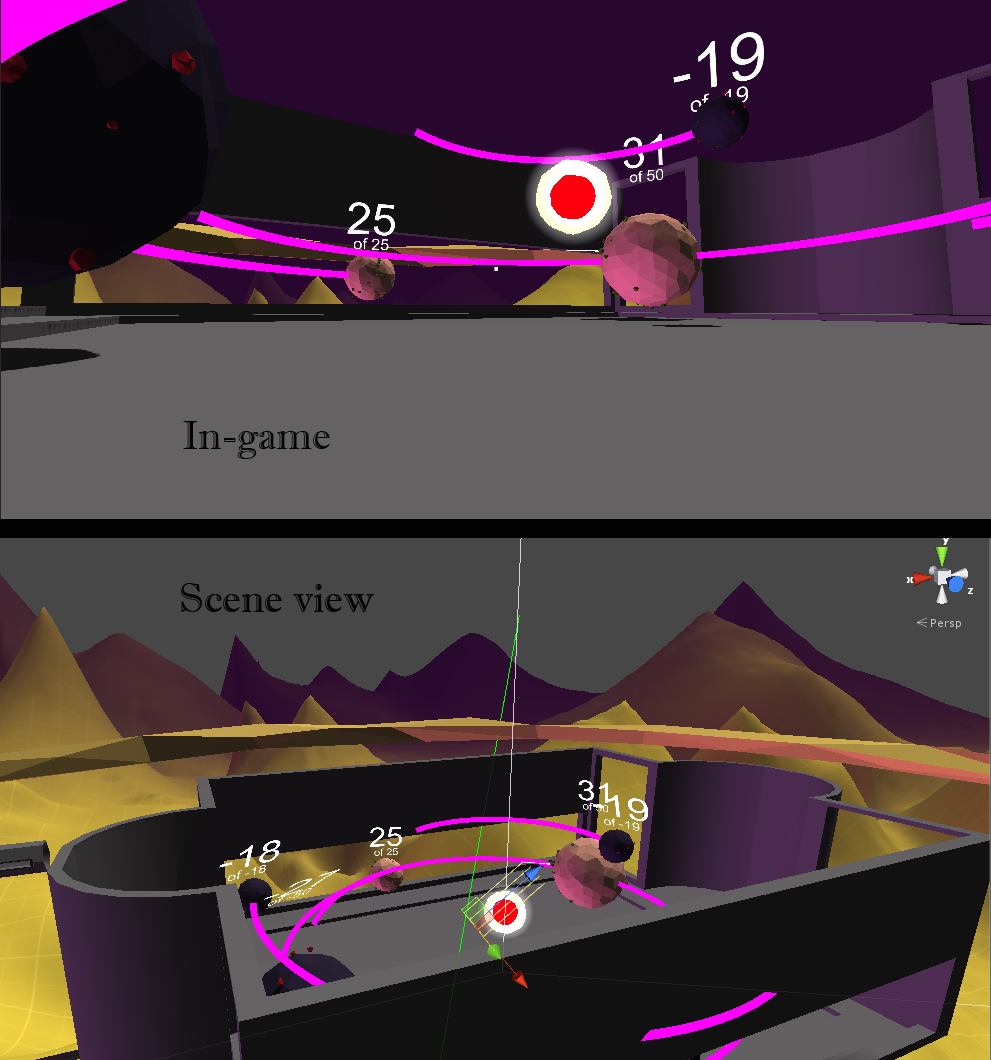 -19
of -19
31
of 50
25
of 25
In-game
Scene view
y
x
z
Persp
31
of 50
-19
of -19
25
of 25
-18
of -18